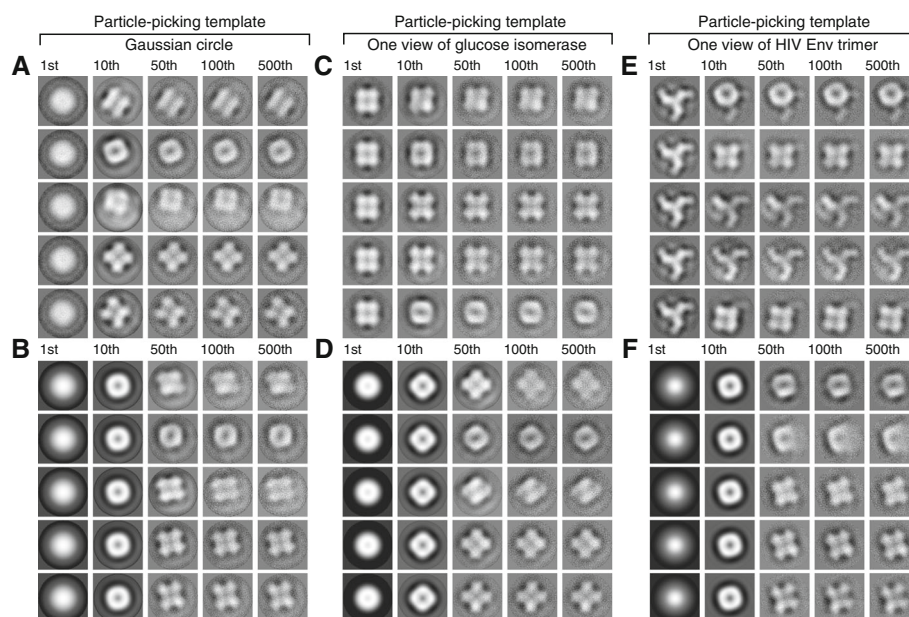 Particle-picking template
Gaussian circle
A
1st 10th 50th 100th 500th
B
1st 10th 50th 100th 500th
Particle-picking template
One view of glucose isomerase
C
1st 10th 50th 100th 500th
D
1st 10th 50th 100th 500th
Particle-picking template
One view of HIV Env trimer
E
1st 10th 50th 100th 500th
F
1st 10th 50th 100th 500th